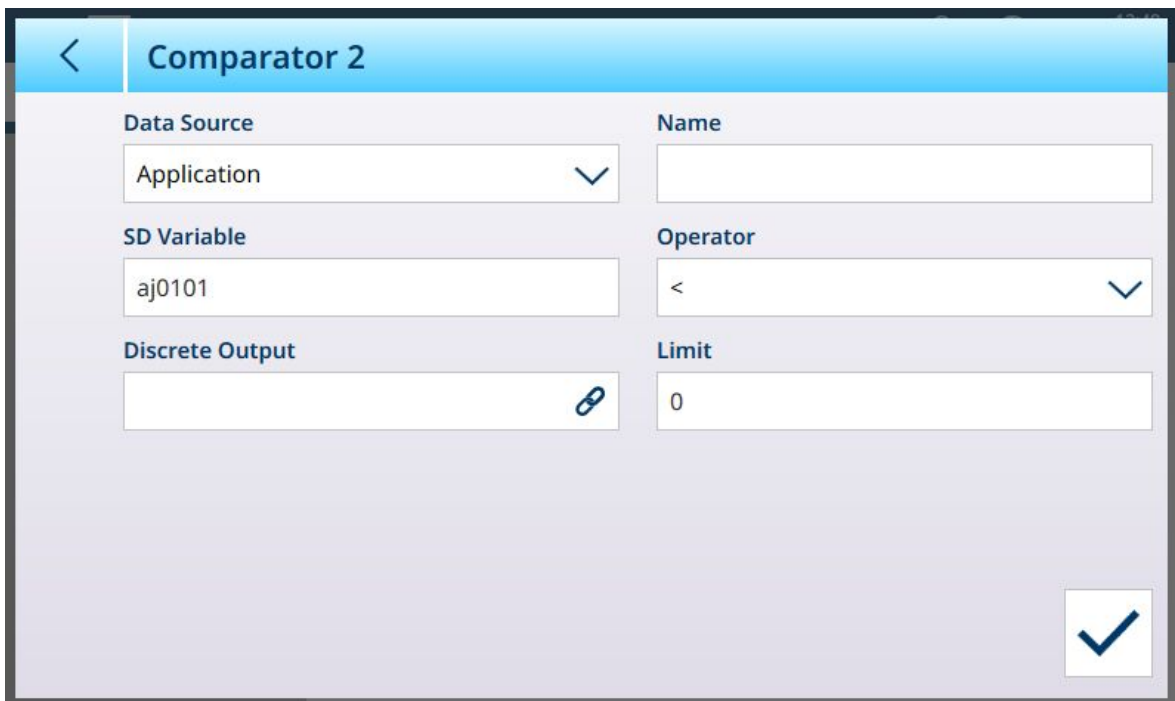 Comparator 2
Data Source
Name
Application
SD Variable
Operator
aj0101
<
Discrete Output
Limit
0